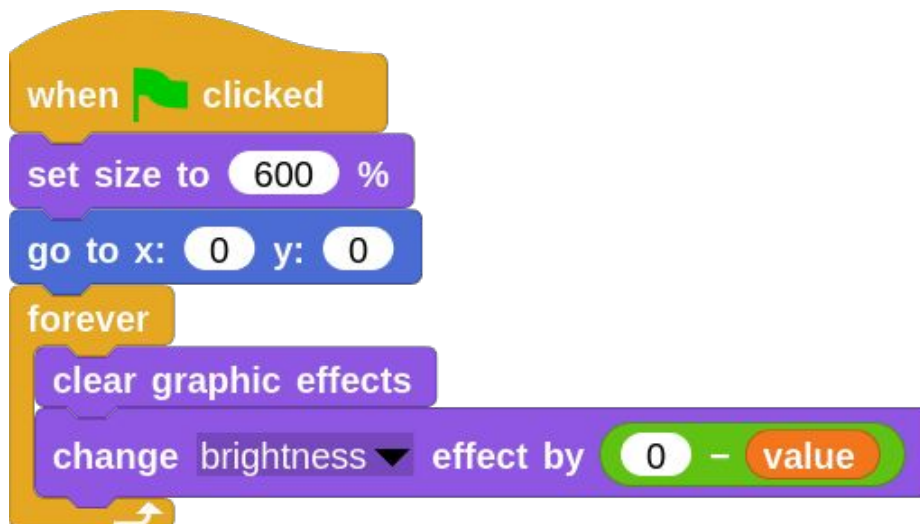 when clicked
set size to 600 %
go to x: 0 y: 0
forever
clear graphic effects
change brightness effect by 0 - value